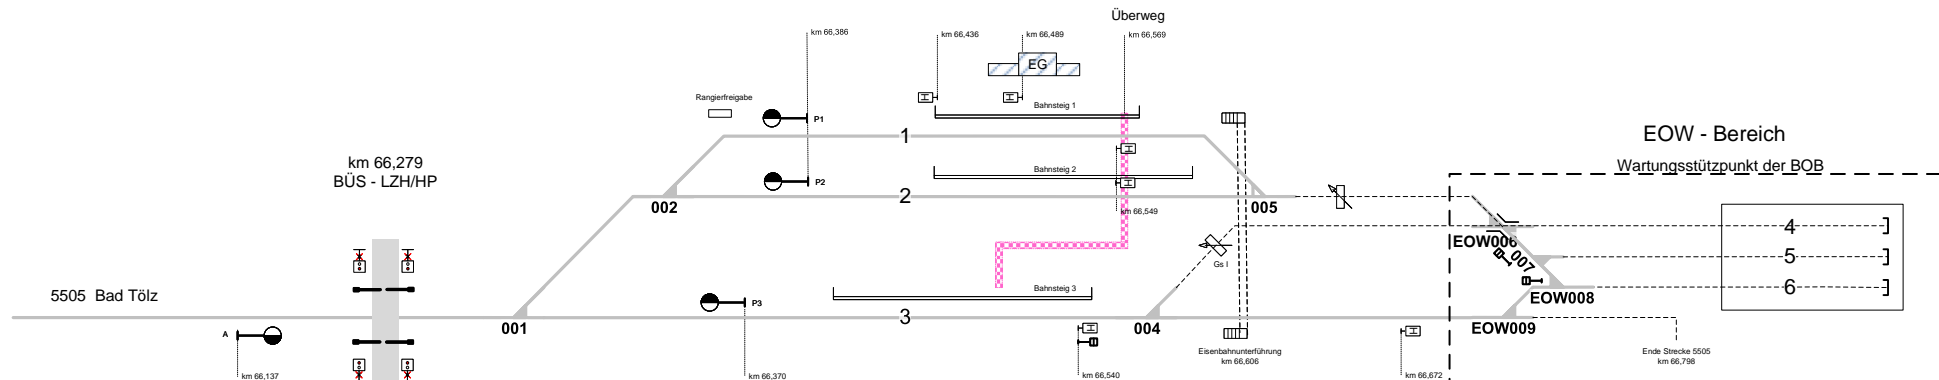 Überweg
km 66,386
km 66,436
km 66,489
km 66,569
EG
Rangierfreigabe
Bahnsteig 1
P1
1
EOW - Bereich
km 66,279
BÜS - LZH/HP
Wartungsstützpunkt der BOB
Bahnsteig 2
P2
002
2
005
km 66,549
4
EOW006
5
007
Gs I
6
5505 Bad Tölz
Bahnsteig 3
P3
EOW008
001
3
004
EOW009
A
Eisenbahnunterführung
km 66,606
Ende Strecke 5505
km 66,798
km 66,137
km 66,370
km 66,540
km 66,672